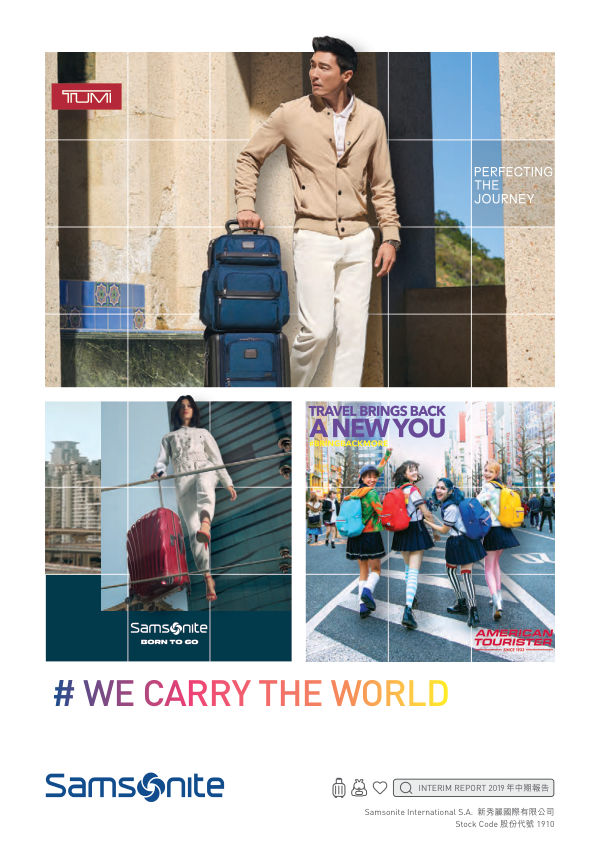 TUMI
PERFECTING
THE
JOURNEY
TRAVEL BRINGS BACK
A NEW YOU
Samsonite
BORN TO GO
AMERICAN
TOURISTER
SINCE 1933
# WE CARRY THE WORLD
Samsonite
INTERIM REPORT 2019 年中期報告
Samsonite International S.A. 新秀麗國際有限公司
Stock Code 股份代號 1910